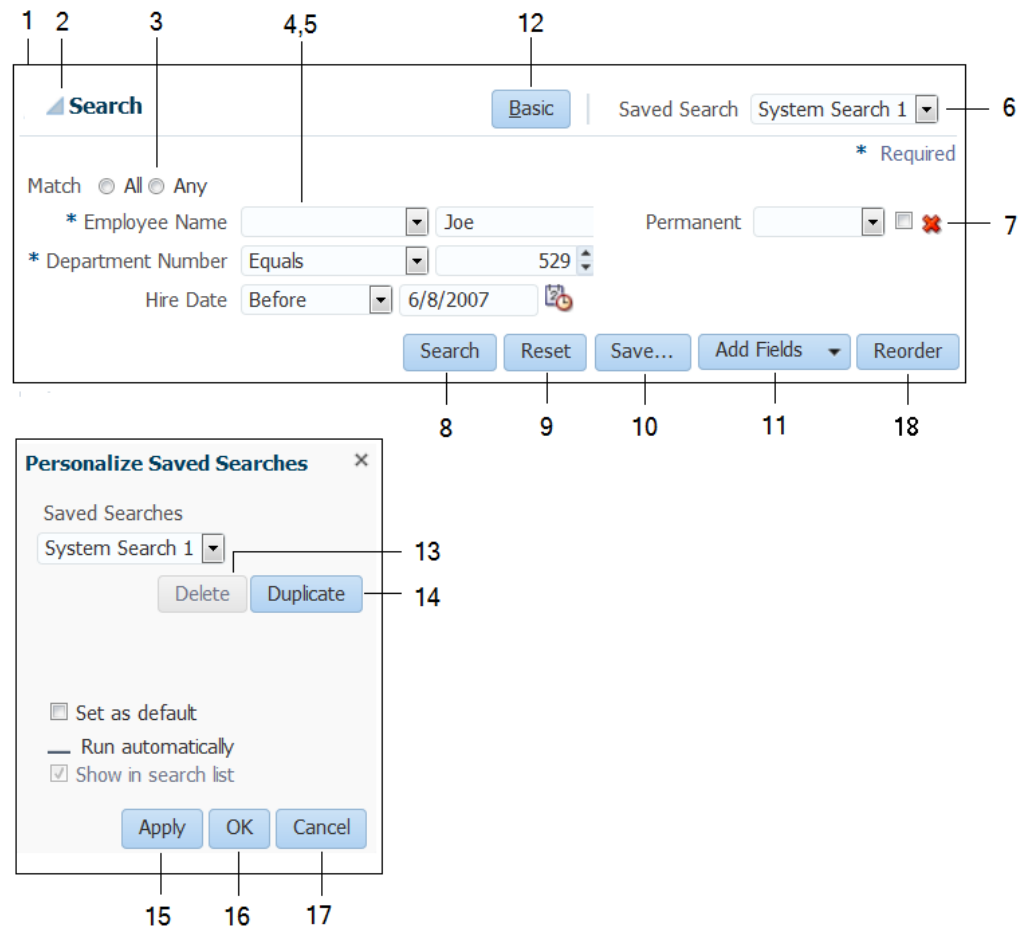 1 2 3 4,5 12
Search Basic Saved Search System Search 1 6
* Required
Match All Any
* Employee Name Joe Permanent 7
* Department Number Equals 529
Hire Date Before 6/8/2007
Search Reset Save... Add Fields Reorder
8 9 10 11 18
Personalize Saved Searches
Saved Searches
System Search 1
13
Delete Duplicate 14
Set as default
Run automatically
Show in search list
Apply OK Cancel
15 16 17